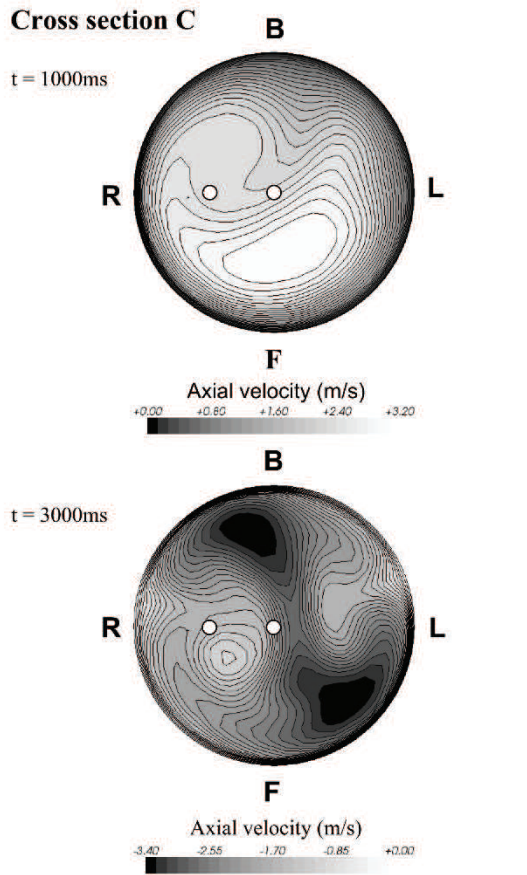 Cross section C
B
t = 1000ms
R L
F
Axial velocity (m/s)
+0.00 +0.80 +1.60 +2.40 +3.20
B
t = 3000ms
R L
F
Axial velocity (m/s)
-3.40 -2.55 -1.70 -0.85 +0.00